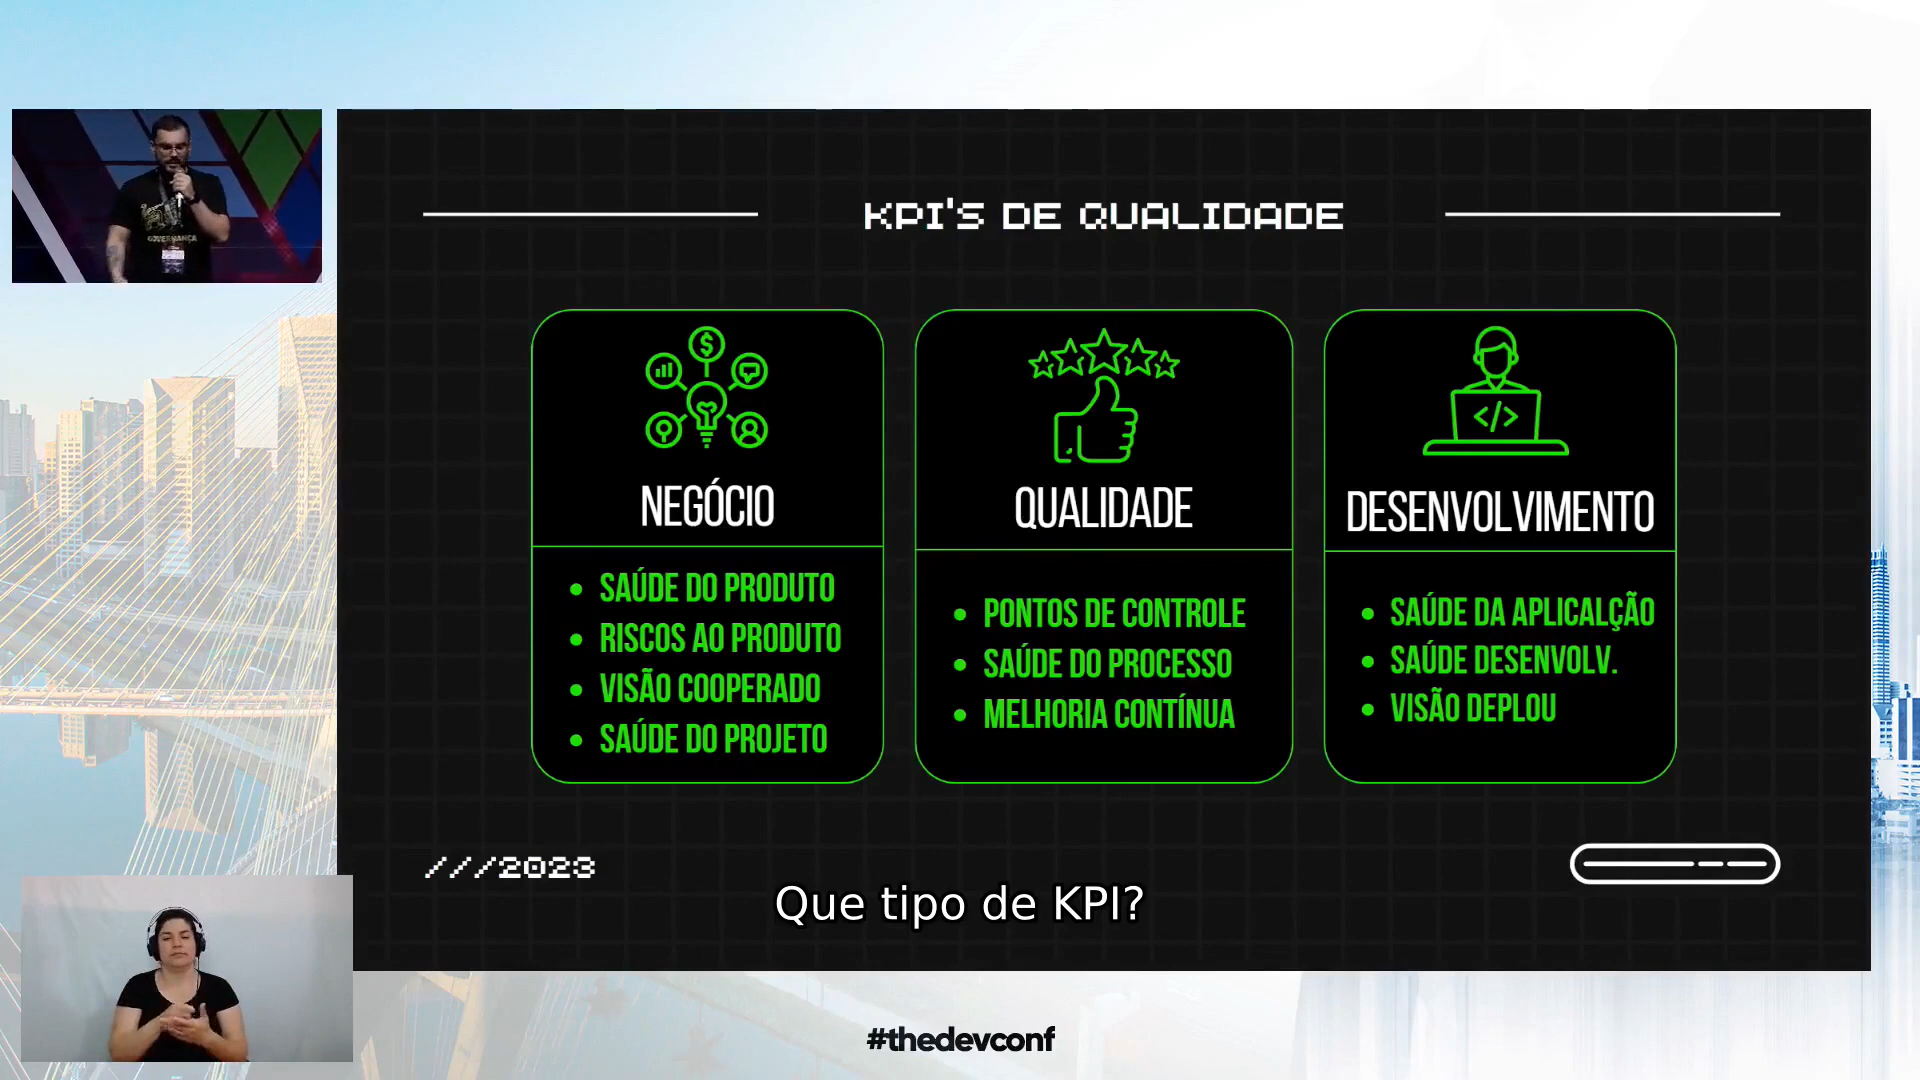 KPI'S DE QUALIDADE
NEGÓCIO
SAÚDE DO PRODUTO
RISCOS AO PRODUTO
VISÃO COOPERADO
SAÚDE DO PROJETO
QUALIDADE
PONTOS DE CONTROLE
SAÚDE DO PROCESSO
MELHORIA CONTÍNUA
DESENVOLVIMENTO
</>
SAÚDE DA APLICALÇÃO
SAÚDE DESENVOLV.
VISÃO DEPLOU
///2023
Que tipo de KPI?
#thedevconf
GOVERNANÇA